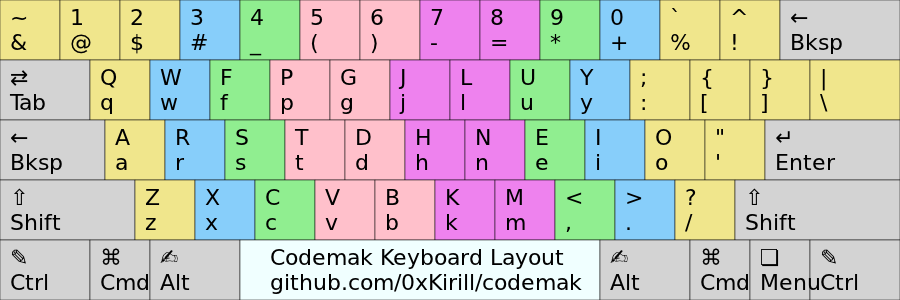 ~ 1 2 3 4 5 6 7 8 9 0 ` ^ ←
& @ $ # _ ( ) - = * + % ! Bksp
⇄ Q W F P G J L U Y ; { } |
Tab q w f p g j l u y : [ ] \
← A R S T D H N E I O " ↵
Bksp a r s t d h n e i o ' Enter
⇧ Z X C V B K M < > ? ⇧
Shift z x c v b k m , . / Shift
✎ ⌘ ✍ Codemak Keyboard Layout ✍ ⌘ ❏ ✎
Ctrl Cmd Alt github.com/0xKirill/codemak Alt Cmd Menu Ctrl